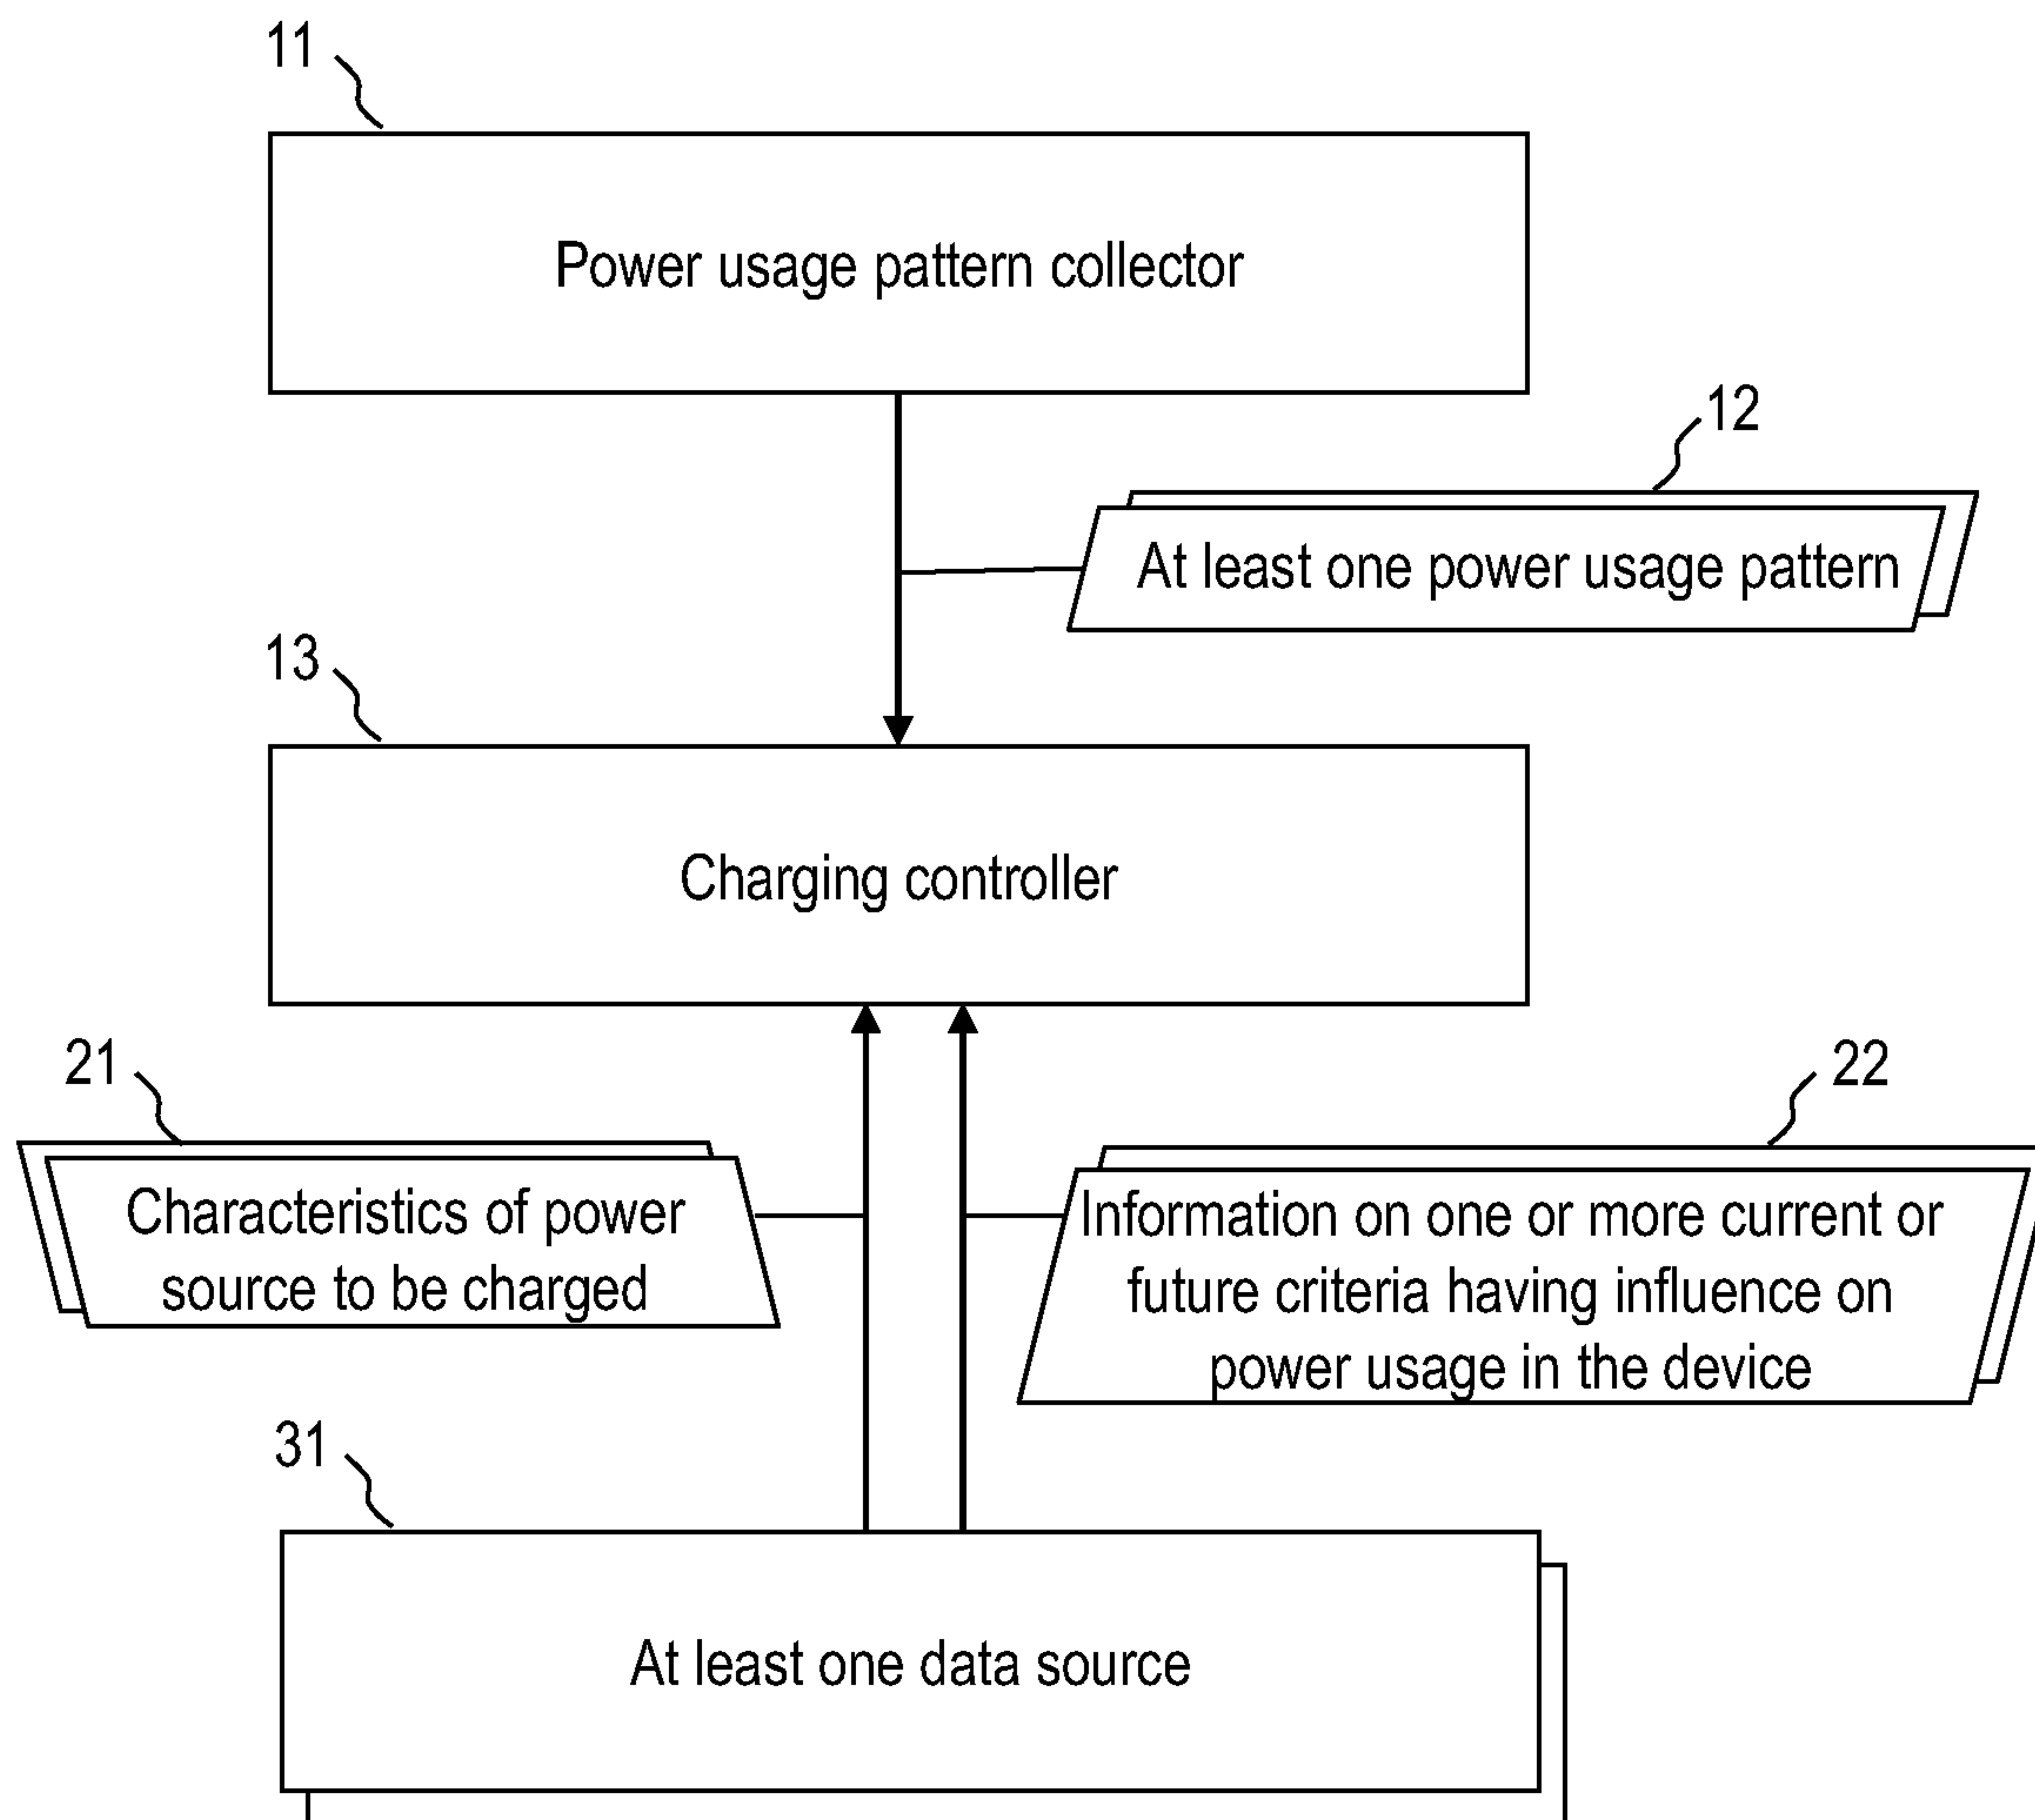 11
Power usage pattern collector
12
At least one power usage pattern
13
Charging controller
21
22
Characteristics of power
source to be charged
Information on one or more current or
future criteria having influence on
power usage in the device
31
At least one data source